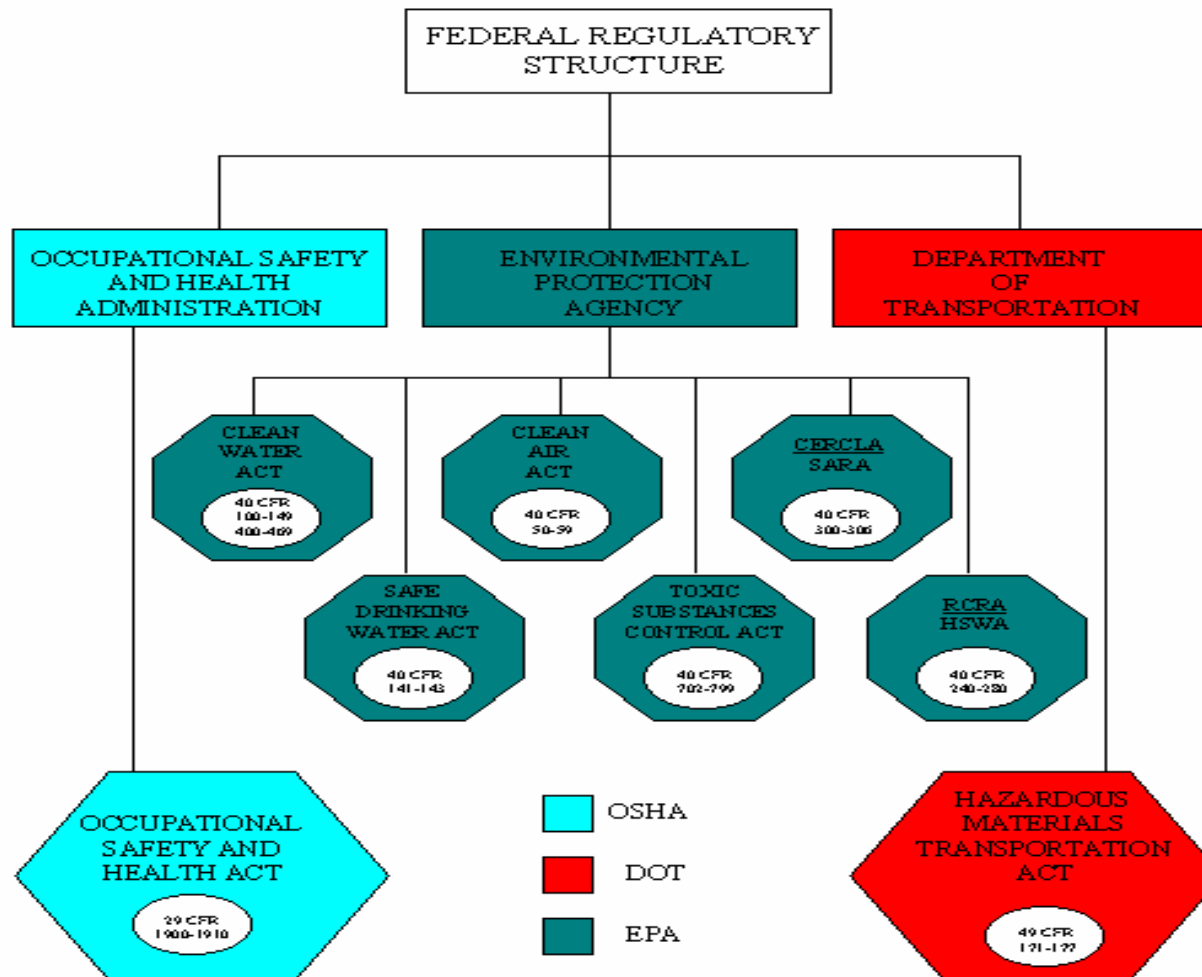 FEDERAL REGULATORY
STRUCTURE
OCCUPATIONAL SAFETY
AND HEALTH
ADMINISTRATION
ENVIRONMENTAL
PROTECTION
AGENCY
DEPARTMENT
OF
TRANSPORTATION
CLEAN
WATER
ACT
40 CFR
100-149
400-469
CLEAN
AIR
ACT
40 CFR
50-59
CERCLA
SARA
40 CFR
300-306
SAFE
DRINKING
WATER ACT
40 CFR
141-143
TOXIC
SUBSTANCES
CONTROL ACT
40 CFR
702-799
RCRA
HSWA
40 CFR
240-280
OCCUPATIONAL
SAFETY AND
HEALTH ACT
29 CFR
1900-1910
OSHA
DOT
EPA
HAZARDOUS
MATERIALS
TRANSPORTATION
ACT
49 CFR
171-177